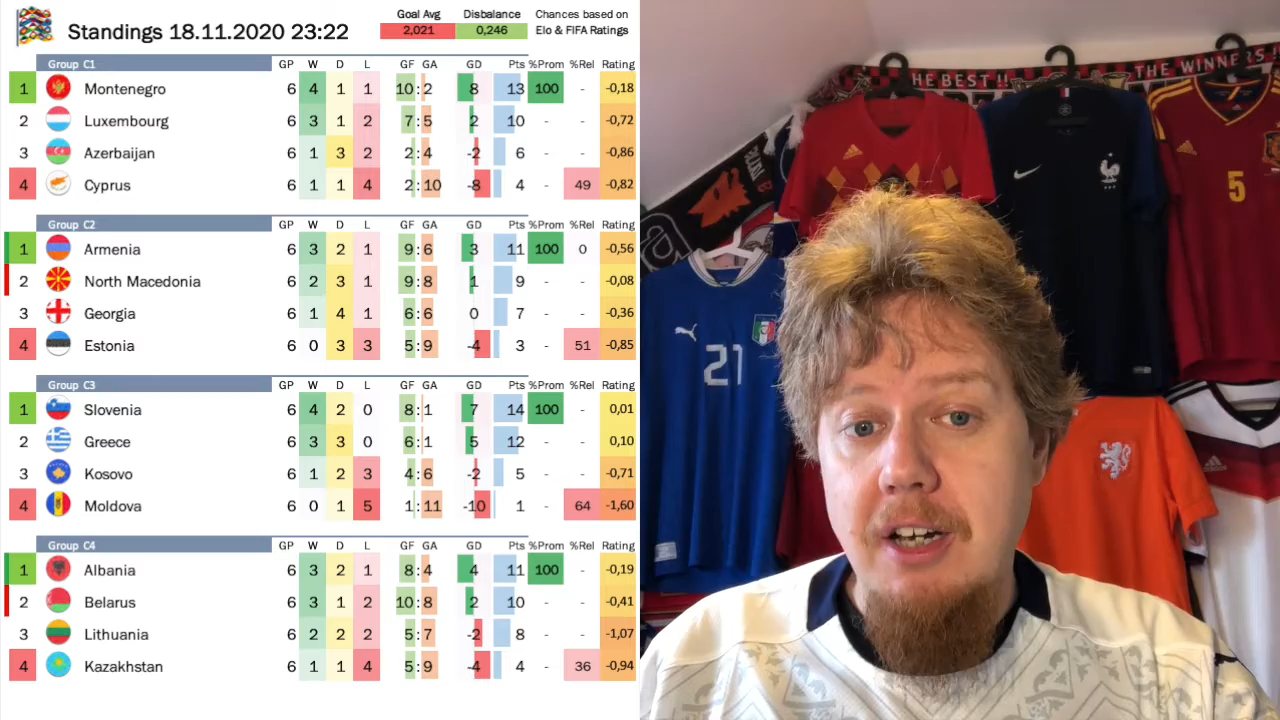 Standings 18.11.2020 23:22
Goal Avg Disbalance Chances based on
2,021 0,246 Elo & FIFA Ratings
Group C1 GP W D L GF GA GD Pts %Prom %Rel Rating
1 Montenegro 6 4 1 1 10 : 2 8 13 100 - -0,18
2 Luxembourg 6 3 1 2 7 : 5 2 10 - - -0,72
3 Azerbaijan 6 1 3 2 2 : 4 -2 6 - - -0,86
4 Cyprus 6 1 1 4 2 : 10 -8 4 - 49 -0,82
Group C2 GP W D L GF GA GD Pts %Prom %Rel Rating
1 Armenia 6 3 2 1 9 : 6 3 11 100 0 -0,56
2 North Macedonia 6 2 3 1 9 : 8 1 9 - - -0,08
3 Georgia 6 1 4 1 6 : 6 0 7 - - -0,36
4 Estonia 6 0 3 3 5 : 9 -4 3 - 51 -0,85
Group C3 GP W D L GF GA GD Pts %Prom %Rel Rating
1 Slovenia 6 4 2 0 8 : 1 7 14 100 - 0,01
2 Greece 6 3 3 0 6 : 1 5 12 - - 0,10
3 Kosovo 6 1 2 3 4 : 6 -2 5 - - -0,71
4 Moldova 6 0 1 5 1 : 11 -10 1 - 64 -1,60
Group C4 GP W D L GF GA GD Pts %Prom %Rel Rating
1 Albania 6 3 2 1 8 : 4 4 11 100 - -0,19
2 Belarus 6 3 1 2 10 : 8 2 10 - - -0,41
3 Lithuania 6 2 2 2 5 : 7 -2 8 - - -1,07
4 Kazakhstan 6 1 1 4 5 : 9 -4 4 - 36 -0,94
HE BEST !!
THE WINNERS
5
21